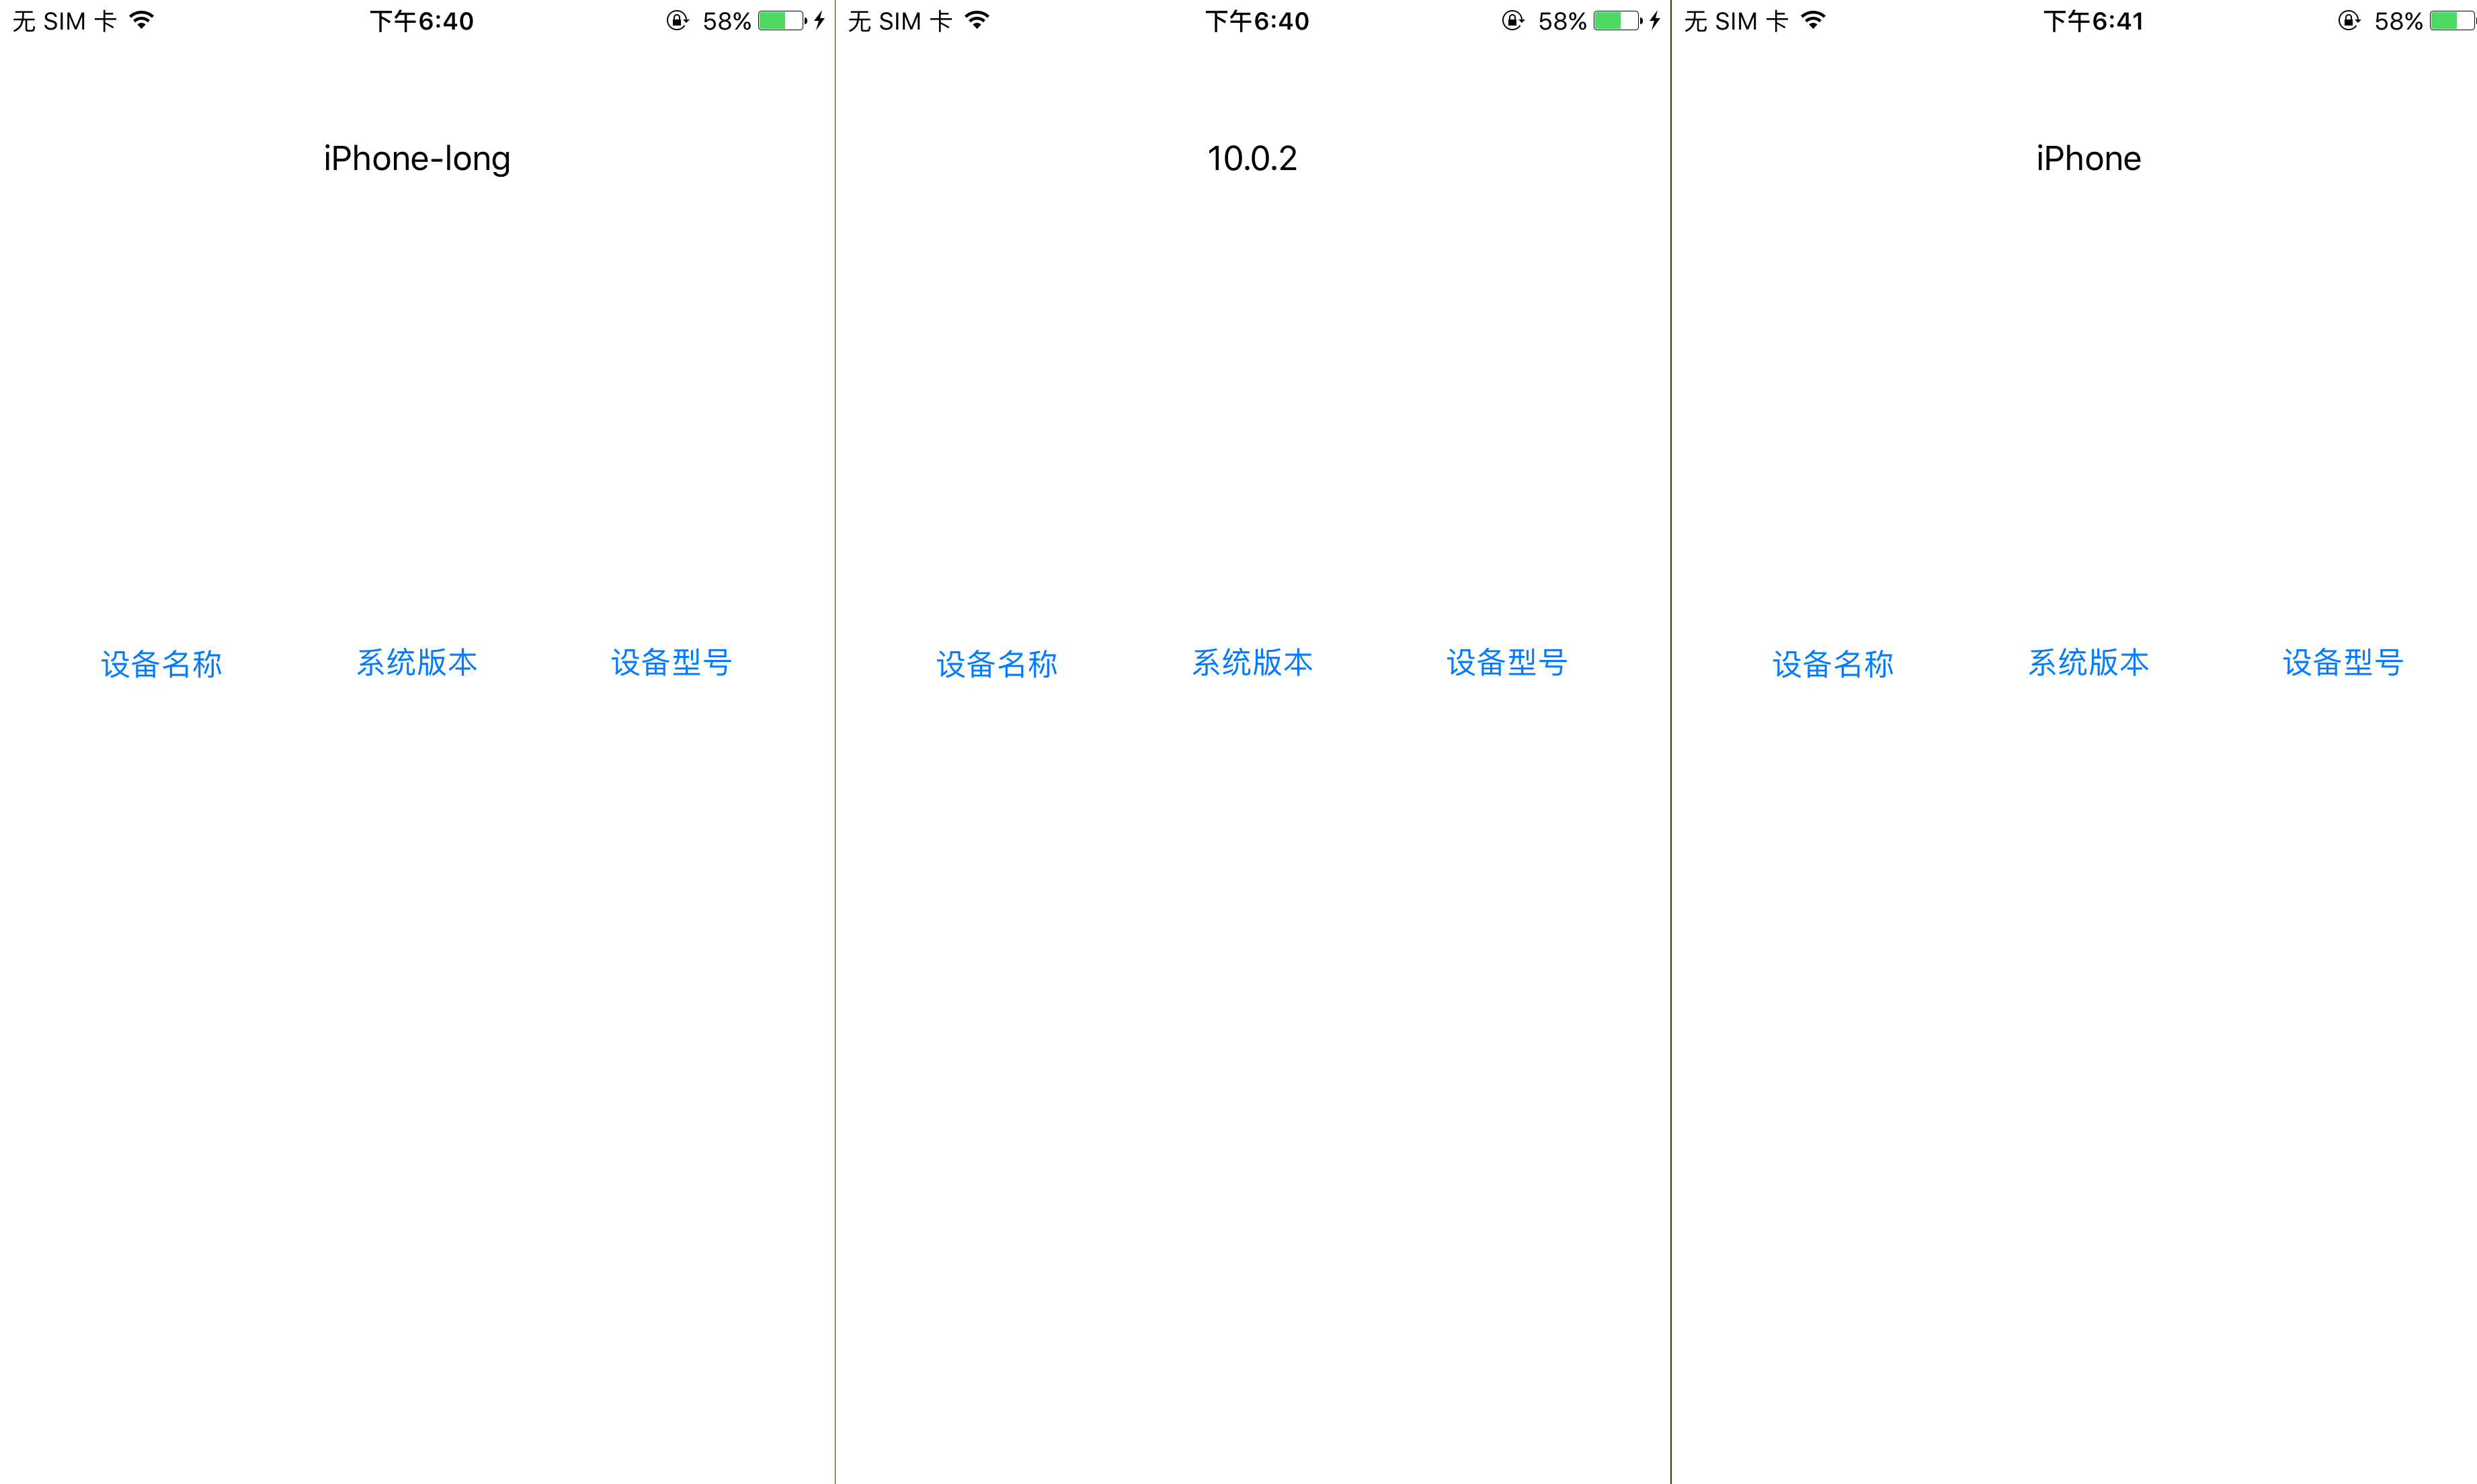 无 SIM 卡 下午6:40 58%
iPhone-long
设备名称 系统版本 设备型号
无 SIM 卡 下午6:40 58%
10.0.2
设备名称 系统版本 设备型号
无 SIM 卡 下午6:41 58%
iPhone
设备名称 系统版本 设备型号